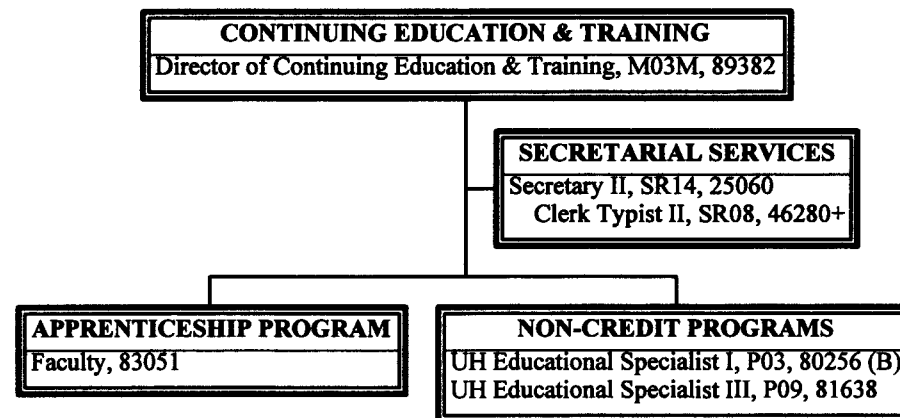 CONTINUING EDUCATION & TRAINING
Director of Continuing Education & Training, M03M, 89382
SECRETARIAL SERVICES
Secretary II, SR14, 25060
Clerk Typist II, SR08, 46280+
APPRENTICESHIP PROGRAM
Faculty, 83051
NON-CREDIT PROGRAMS
UH Educational Specialist I, P03, 80256 (B)
UH Educational Specialist III, P09, 81638